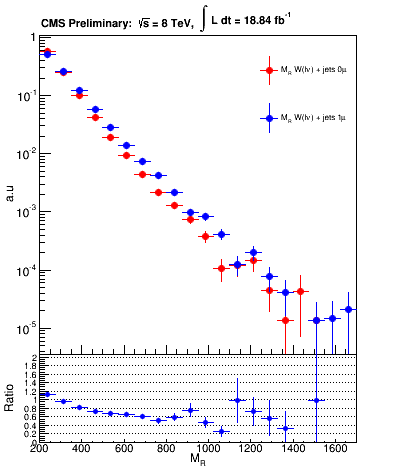 CMS Preliminary: √s = 8 TeV, ∫ L dt = 18.84 fb⁻¹
M_R W(lν) + jets 0μ
M_R W(lν) + jets 1μ
a.u
1
10⁻¹
10⁻²
10⁻³
10⁻⁴
10⁻⁵
Ratio
2
1.8
1.6
1.4
1.2
1
0.8
0.6
0.4
0.2
0
200 400 600 800 1000 1200 1400 1600
M_R